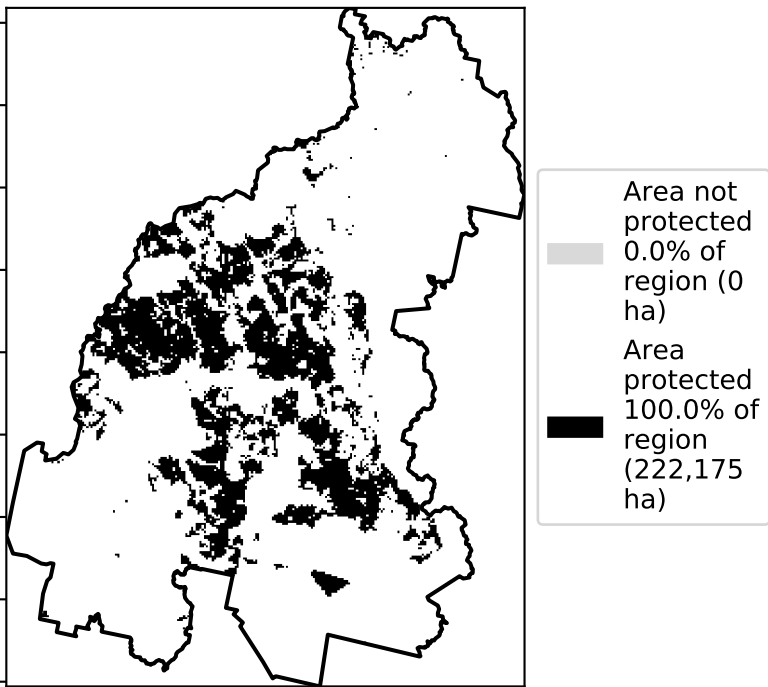 Area not
protected
0.0% of
region (0
ha)
Area
protected
100.0% of
region
(222,175
ha)